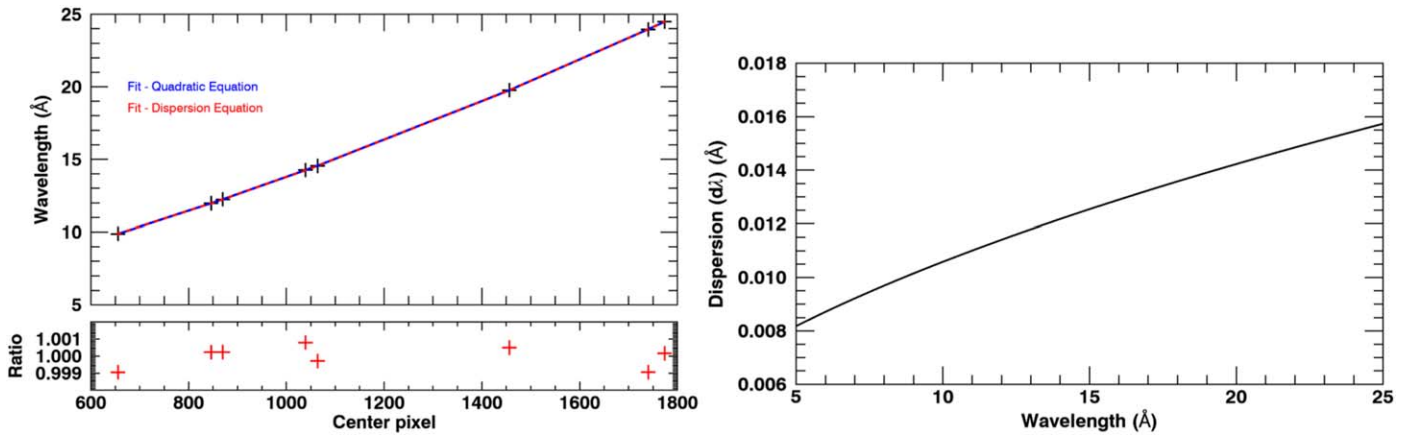 25
20
15
10
5
Wavelength (Å)
Fit - Quadratic Equation
Fit - Dispersion Equation
1.001
1.000
0.999
Ratio
600 800 1000 1200 1400 1600 1800
Center pixel
0.018
0.016
0.014
0.012
0.010
0.008
0.006
Dispersion (dλ) (Å)
5 10 15 20 25
Wavelength (Å)